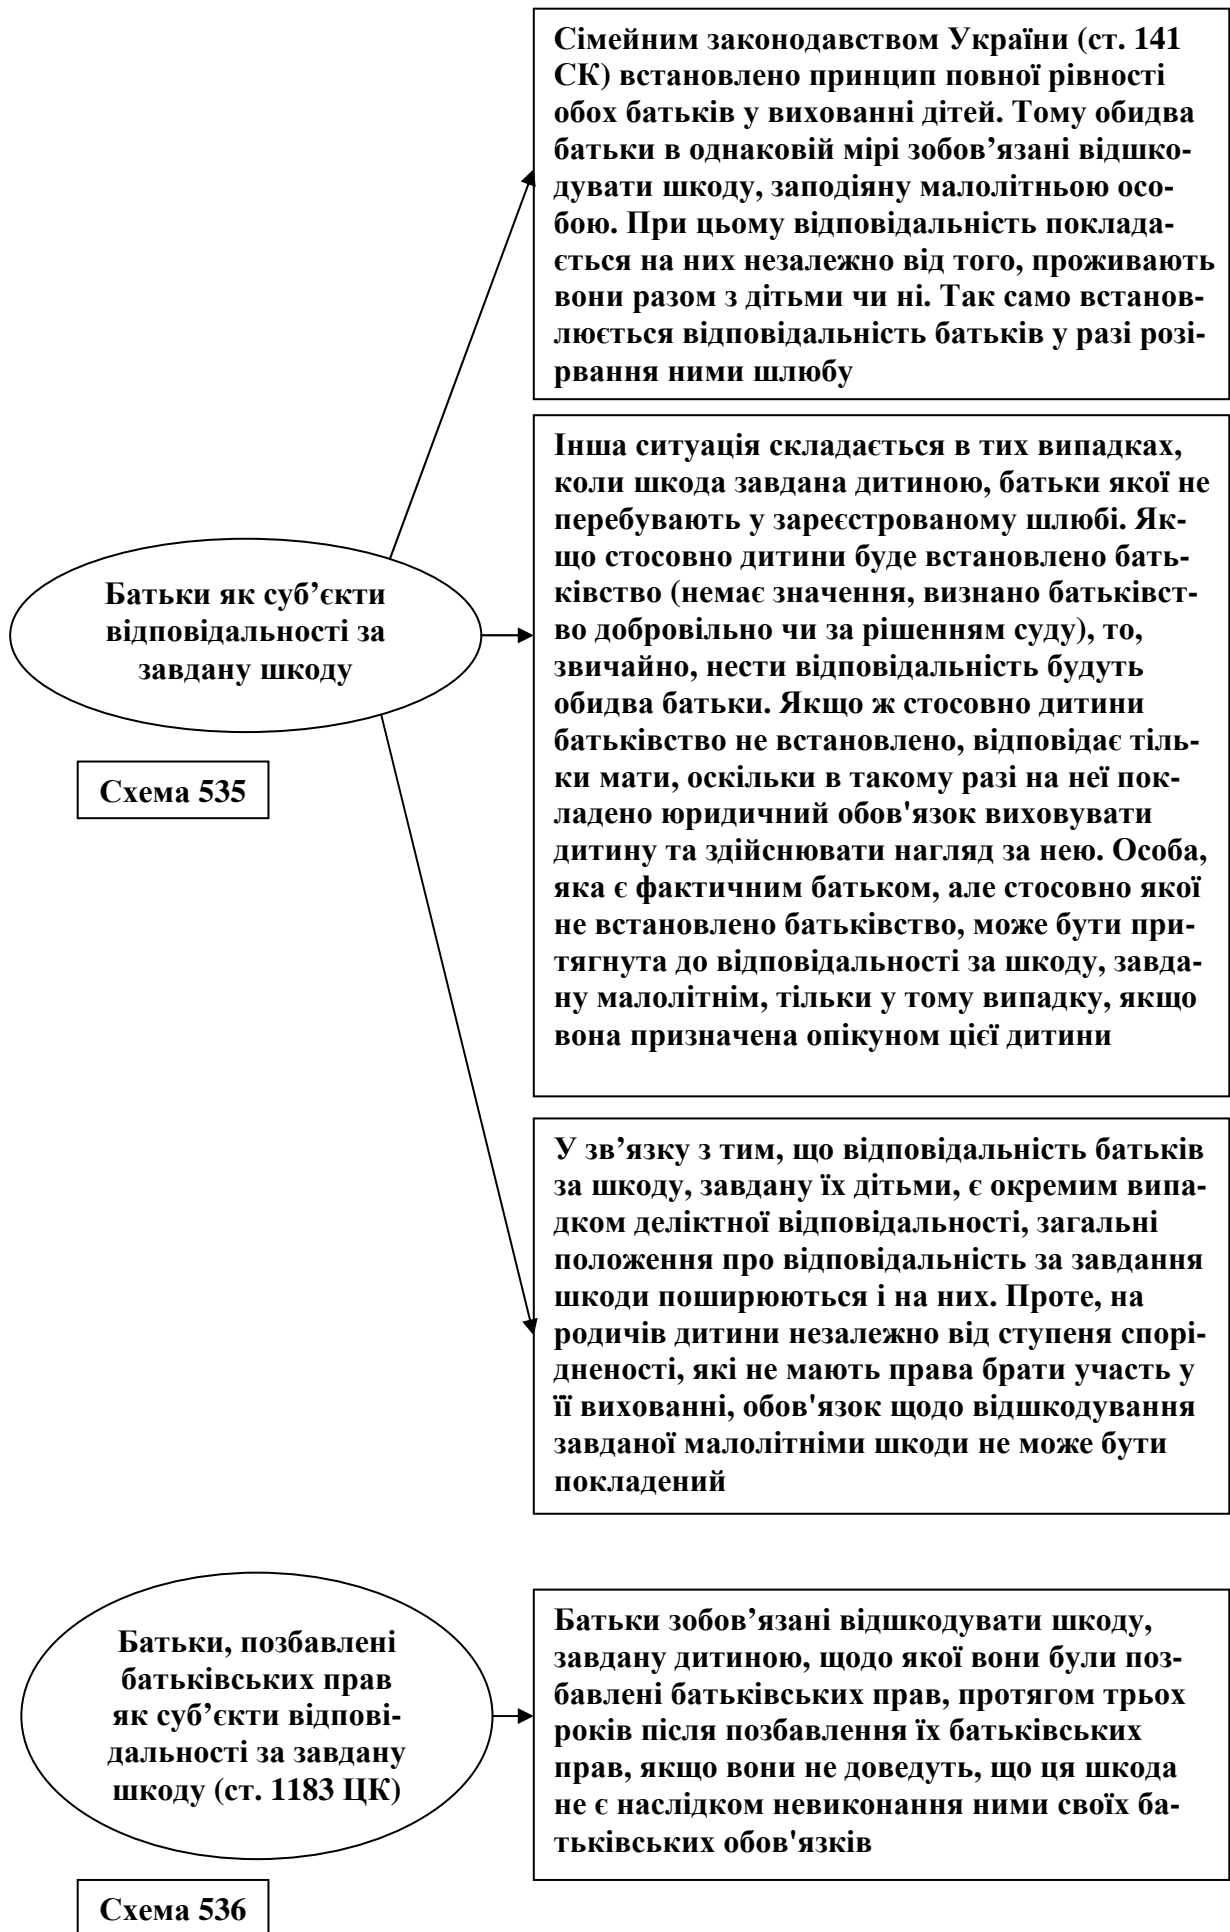 Сімейним законодавством України (ст. 141
СК) встановлено принцип повної рівності
обох батьків у вихованні дітей. Тому обидва
батьки в однаковій мірі зобов’язані відшко-
дувати шкоду, заподіяну малолітньою осо-
бою. При цьому відповідальність поклада-
ється на них незалежно від того, проживають
вони разом з дітьми чи ні. Так само встанов-
люється відповідальність батьків у разі розі-
рвання ними шлюбу
Батьки як суб’єкти
відповідальності за
завдану шкоду
Схема 535
Інша ситуація складається в тих випадках,
коли шкода завдана дитиною, батьки якої не
перебувають у зареєстрованому шлюбі. Як-
що стосовно дитини буде встановлено бать-
ківство (немає значення, визнано батьківст-
во добровільно чи за рішенням суду), то,
звичайно, нести відповідальність будуть
обидва батьки. Якщо ж стосовно дитини
батьківство не встановлено, відповідає тіль-
ки мати, оскільки в такому разі на неї пок-
ладено юридичний обов'язок виховувати
дитину та здійснювати нагляд за нею. Особа,
яка є фактичним батьком, але стосовно якої
не встановлено батьківство, може бути при-
тягнута до відповідальності за шкоду, завда-
ну малолітнім, тільки у тому випадку, якщо
вона призначена опікуном цієї дитини
У зв’язку з тим, що відповідальність батьків
за шкоду, завдану їх дітьми, є окремим випа-
дком деліктної відповідальності, загальні
положення про відповідальність за завдання
шкоди поширюються і на них. Проте, на
родичів дитини незалежно від ступеня спорі-
дненості, які не мають права брати участь у
її вихованні, обов'язок щодо відшкодування
завданої малолітніми шкоди не може бути
покладений
Батьки, позбавлені
батьківських прав
як суб’єкти відпові-
дальності за завдану
шкоду (ст. 1183 ЦК)
Батьки зобов’язані відшкодувати шкоду,
завдану дитиною, щодо якої вони були поз-
бавлені батьківських прав, протягом трьох
років після позбавлення їх батьківських
прав, якщо вони не доведуть, що ця шкода
не є наслідком невиконання ними своїх ба-
тьківських обов'язків
Схема 536